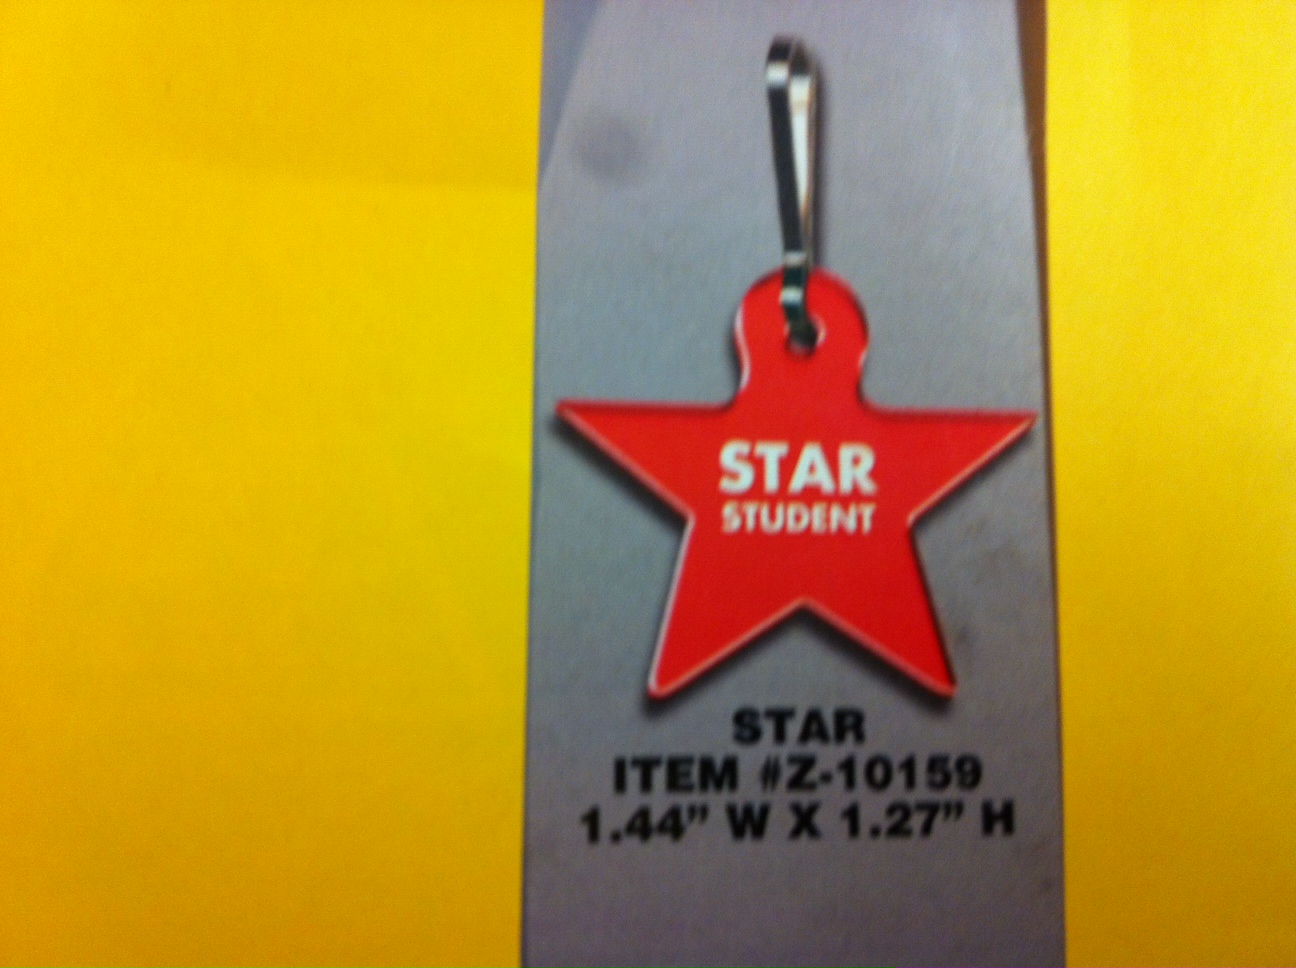 STAR
STUDENT
STAR
ITEM #Z-10159
1.44” W X 1.27” H